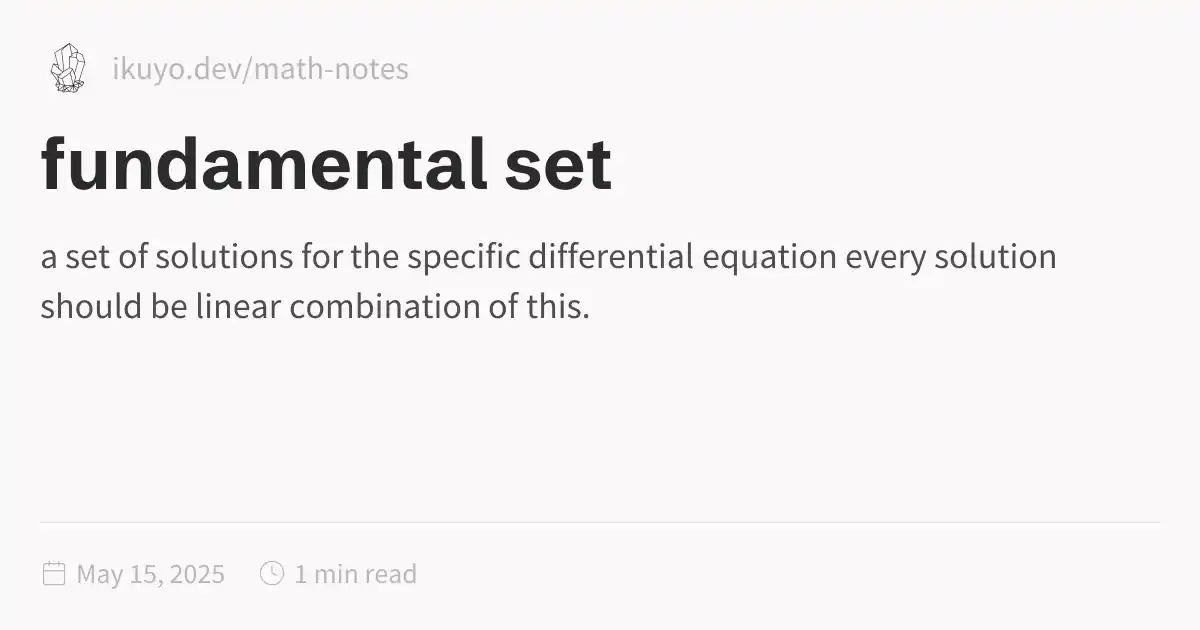 ikuyo.dev/math-notes
fundamental set
a set of solutions for the specific differential equation every solution
should be linear combination of this.
May 15, 2025 1 min read